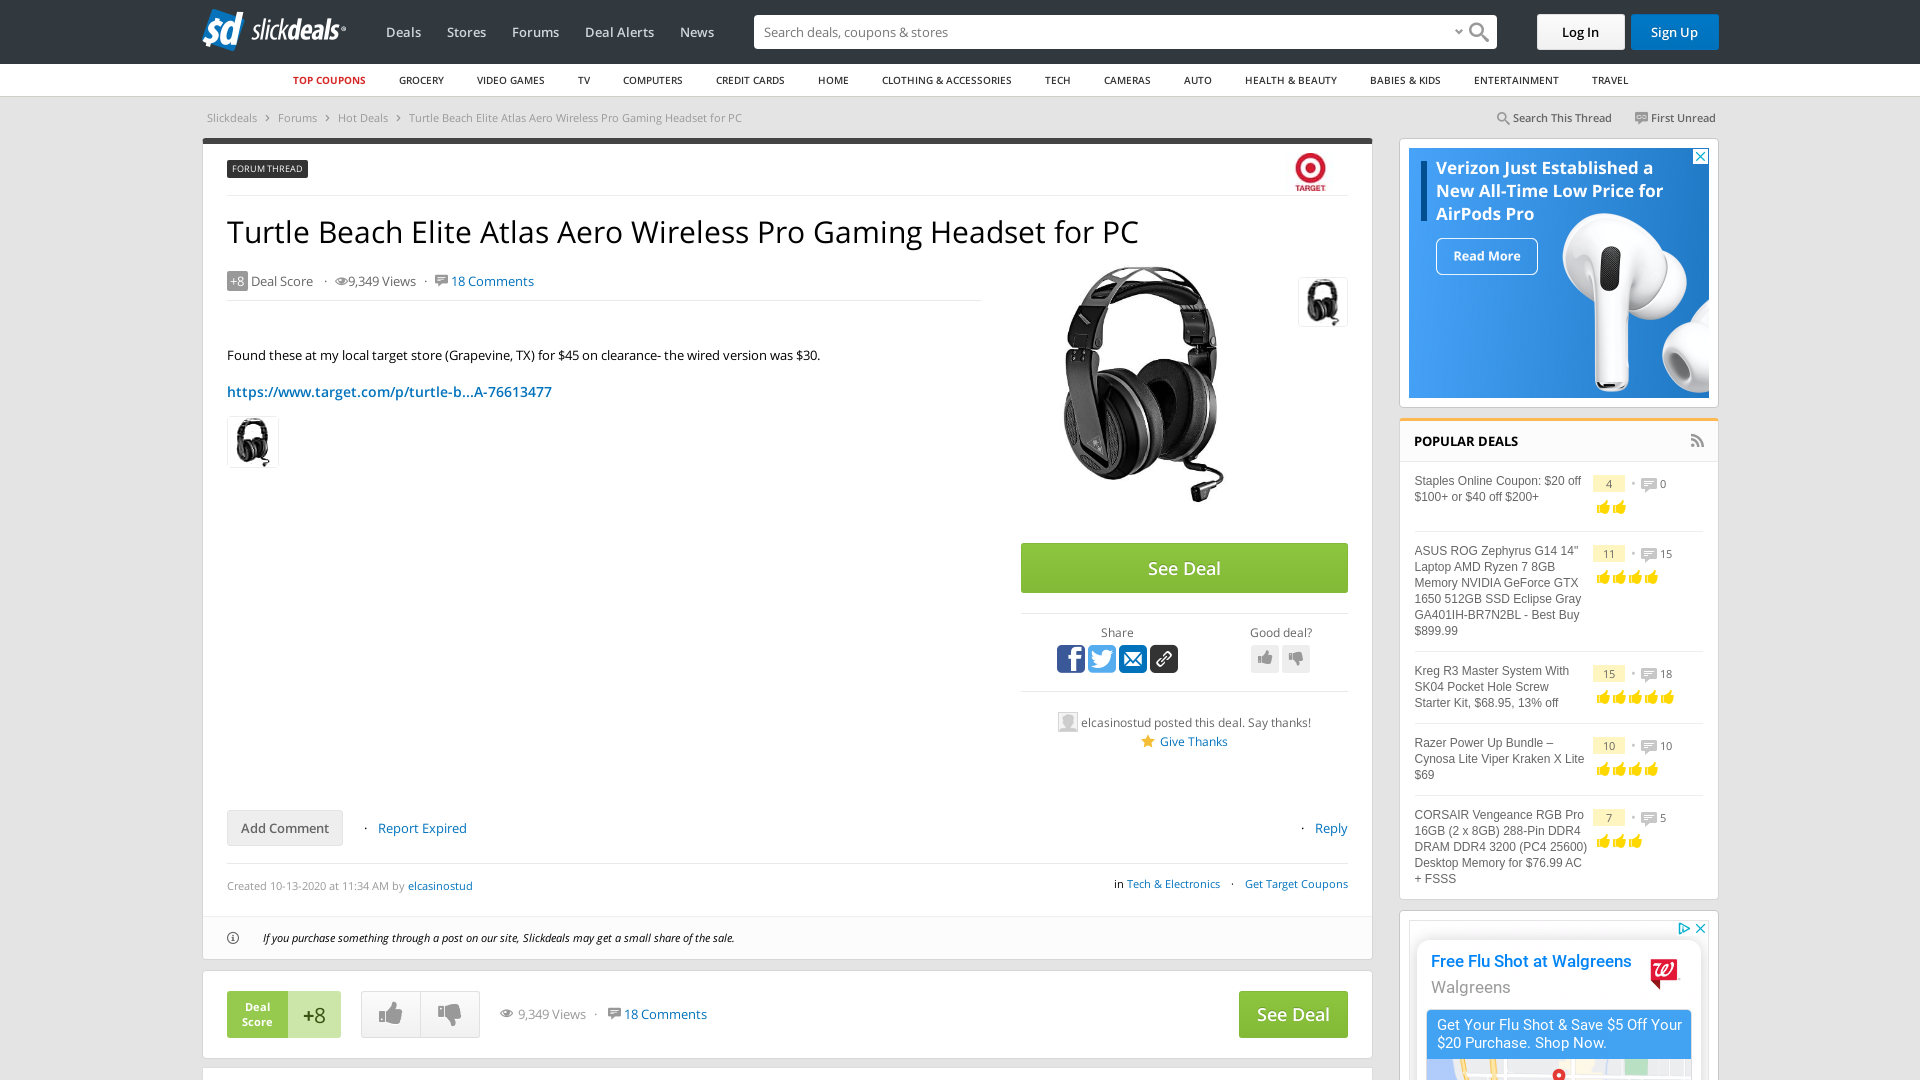 slickdeals
Deals
Stores
Forums
Deal Alerts
News
Search deals, coupons & stores
Log In
Sign Up
TOP COUPONS
GROCERY
VIDEO GAMES
TV
COMPUTERS
CREDIT CARDS
HOME
CLOTHING & ACCESSORIES
TECH
CAMERAS
AUTO
HEALTH & BEAUTY
BABIES & KIDS
ENTERTAINMENT
TRAVEL
Slickdeals > Forums > Hot Deals > Turtle Beach Elite Atlas Aero Wireless Pro Gaming Headset for PC
Search This Thread
First Unread
FORUM THREAD
TARGET
Turtle Beach Elite Atlas Aero Wireless Pro Gaming Headset for PC
+8 Deal Score · 9,349 Views · 18 Comments
Found these at my local target store (Grapevine, TX) for $45 on clearance- the wired version was $30.
https://www.target.com/p/turtle-b...A-76613477
See Deal
Share
Good deal?
elcasinostud posted this deal. Say thanks!
Give Thanks
Add Comment · Report Expired
· Reply
Created 10-13-2020 at 11:34 AM by elcasinostud
in Tech & Electronics · Get Target Coupons
If you purchase something through a post on our site, Slickdeals may get a small share of the sale.
Deal
Score
+8
9,349 Views · 18 Comments
See Deal
Verizon Just Established a
New All-Time Low Price for
AirPods Pro
Read More
POPULAR DEALS
Staples Online Coupon: $20 off
$100+ or $40 off $200+
4 • 0
ASUS ROG Zephyrus G14 14"
Laptop AMD Ryzen 7 8GB
Memory NVIDIA GeForce GTX
1650 512GB SSD Eclipse Gray
GA401IH-BR7N2BL - Best Buy
$899.99
11 • 15
Kreg R3 Master System With
SK04 Pocket Hole Screw
Starter Kit, $68.95, 13% off
15 • 18
Razer Power Up Bundle –
Cynosa Lite Viper Kraken X Lite
$69
10 • 10
CORSAIR Vengeance RGB Pro
16GB (2 x 8GB) 288-Pin DDR4
DRAM DDR4 3200 (PC4 25600)
Desktop Memory for $76.99 AC
+ FSSS
7 • 5
Free Flu Shot at Walgreens
Walgreens
Get Your Flu Shot & Save $5 Off Your
$20 Purchase. Shop Now.